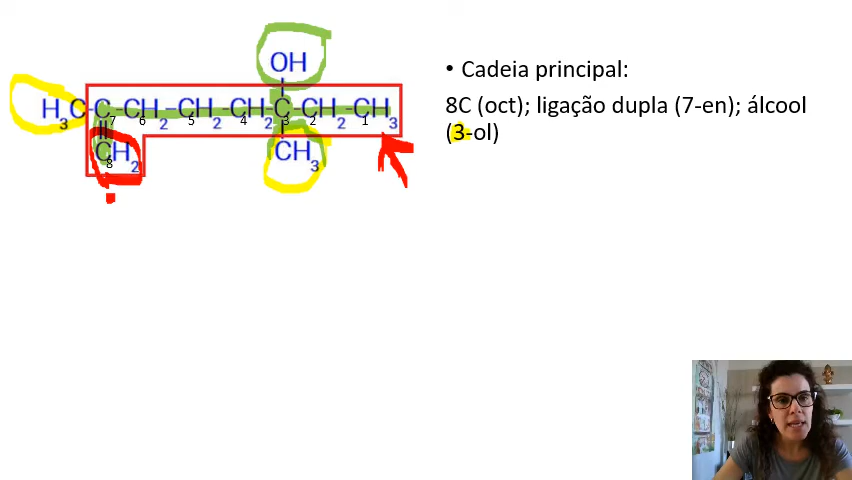 OH
H3C-C-CH2-CH2-CH2-C-CH2-CH3
7 6 5 4 3 2 1
CH2 CH3
8
• Cadeia principal:
8C (oct); ligação dupla (7-en); álcool
(3-ol)